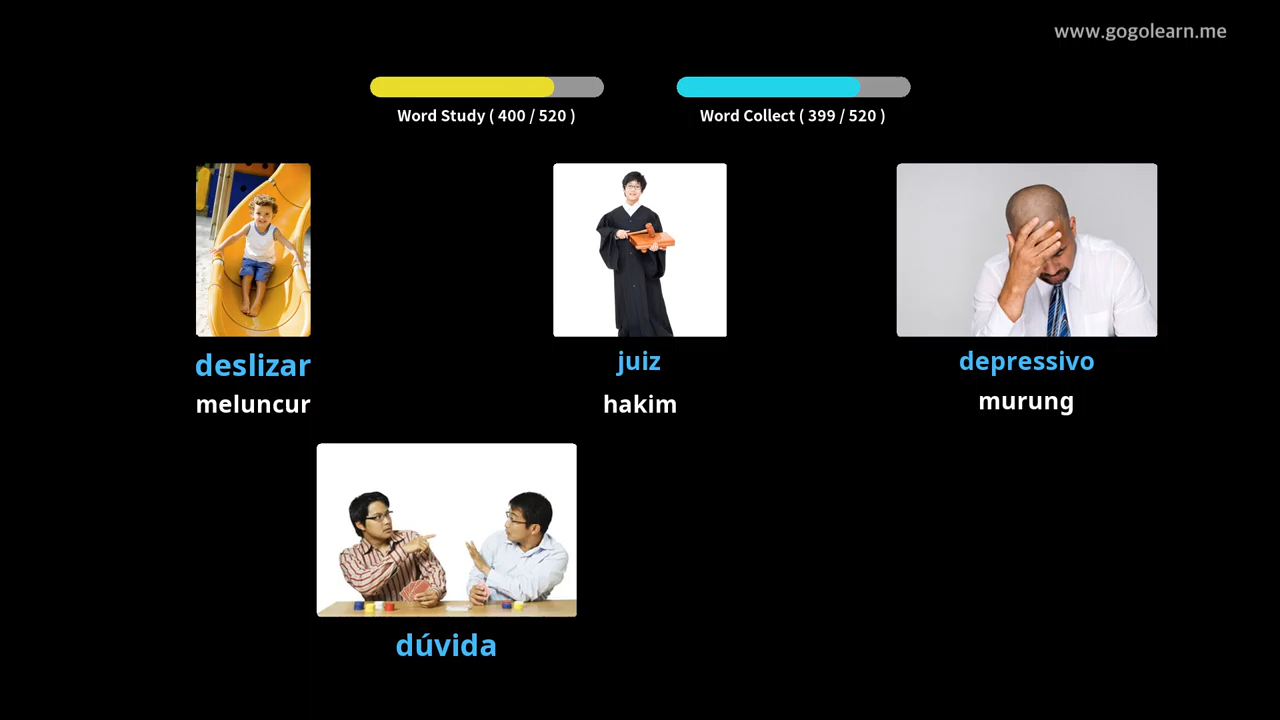 www.gogolearn.me
Word Study ( 400 / 520 )
Word Collect ( 399 / 520 )
deslizar
meluncur
juiz
hakim
depressivo
murung
dúvida